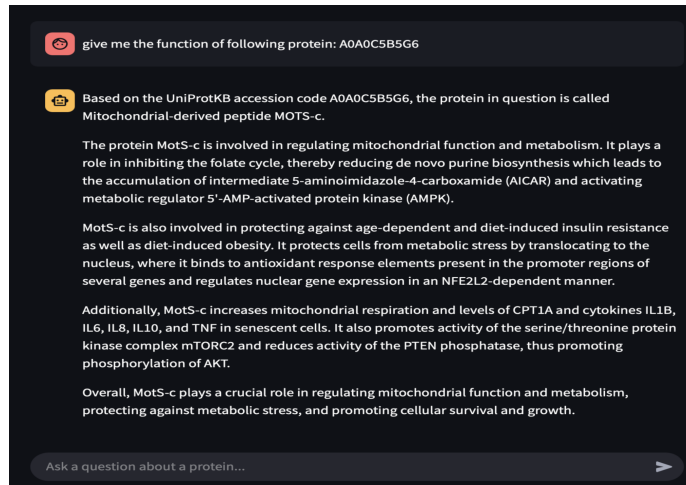 give me the function of following protein: A0A0C5B5G6
Based on the UniProtKB accession code A0A0C5B5G6, the protein in question is called
Mitochondrial-derived peptide MOTS-c.
The protein MotS-c is involved in regulating mitochondrial function and metabolism. It plays a
role in inhibiting the folate cycle, thereby reducing de novo purine biosynthesis which leads to
the accumulation of intermediate 5-aminoimidazole-4-carboxamide (AICAR) and activating
metabolic regulator 5'-AMP-activated protein kinase (AMPK).
MotS-c is also involved in protecting against age-dependent and diet-induced insulin resistance
as well as diet-induced obesity. It protects cells from metabolic stress by translocating to the
nucleus, where it binds to antioxidant response elements present in the promoter regions of
several genes and regulates nuclear gene expression in an NFE2L2-dependent manner.
Additionally, MotS-c increases mitochondrial respiration and levels of CPT1A and cytokines IL1B,
IL6, IL8, IL10, and TNF in senescent cells. It also promotes activity of the serine/threonine protein
kinase complex mTORC2 and reduces activity of the PTEN phosphatase, thus promoting
phosphorylation of AKT.
Overall, MotS-c plays a crucial role in regulating mitochondrial function and metabolism,
protecting against metabolic stress, and promoting cellular survival and growth.
Ask a question about a protein...